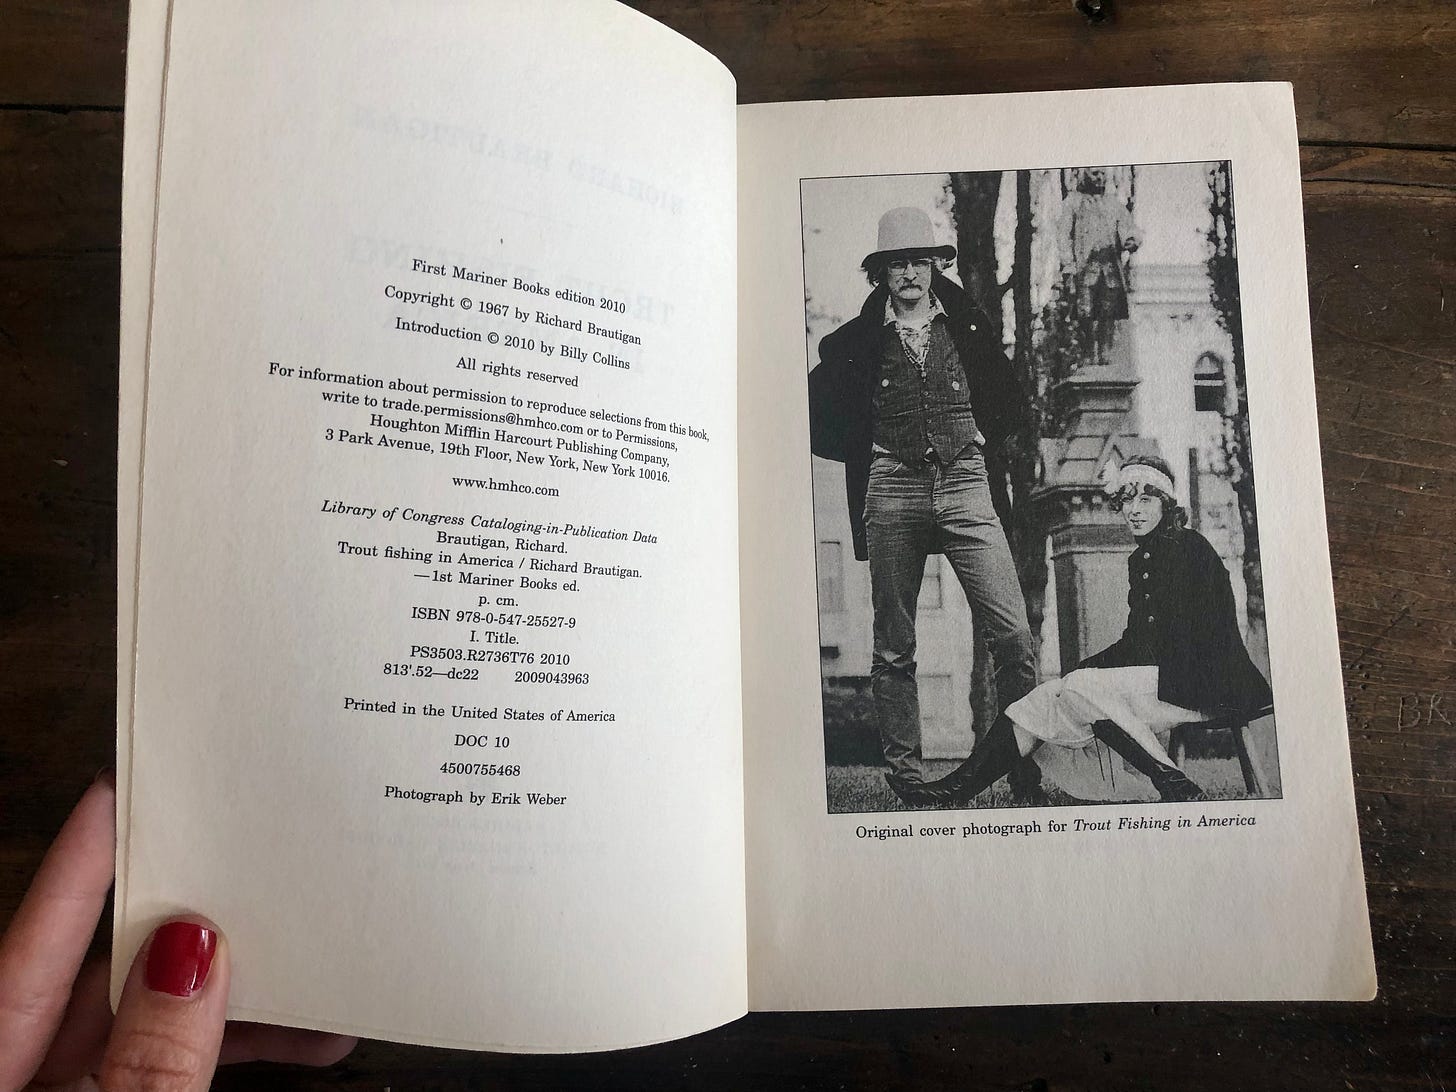 First Mariner Books edition 2010
Copyright © 1967 by Richard Brautigan
Introduction © 2010 by Billy Collins
All rights reserved
For information about permission to reproduce selections from this book,
write to trade.permissions@hmhco.com or to Permissions,
Houghton Mifflin Harcourt Publishing Company,
3 Park Avenue, 19th Floor, New York, New York 10016.
www.hmhco.com
Library of Congress Cataloging-in-Publication Data
Brautigan, Richard.
Trout fishing in America / Richard Brautigan.
—1st Mariner Books ed.
p. cm.
ISBN 978-0-547-25527-9
I. Title.
PS3503.R2736T76 2010
813'.52—dc22 2009043963
Printed in the United States of America
DOC 10
4500755468
Photograph by Erik Weber
Original cover photograph for Trout Fishing in America